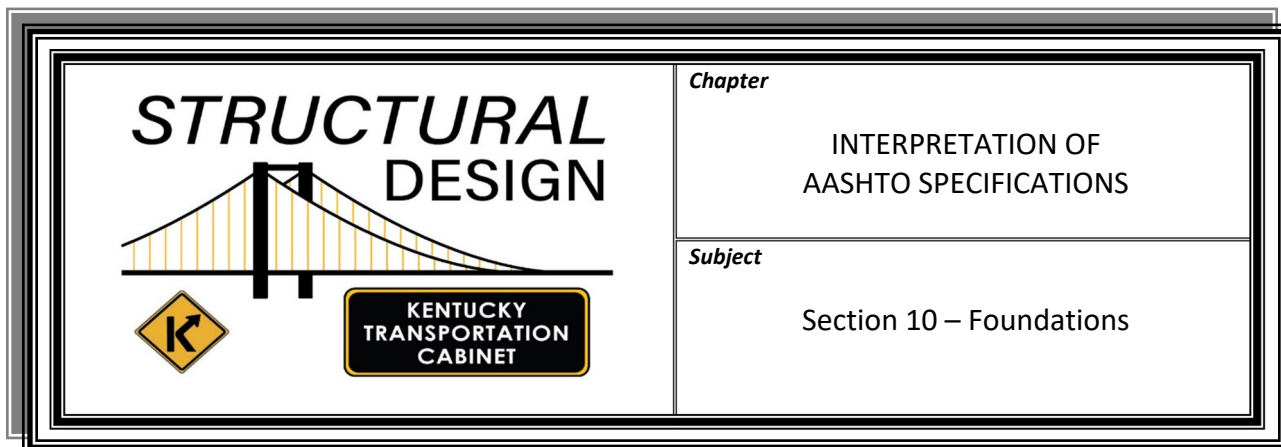 STRUCTURAL
DESIGN
KENTUCKY
TRANSPORTATION
CABINET
Chapter
INTERPRETATION OF
AASHTO SPECIFICATIONS
Subject
Section 10 – Foundations